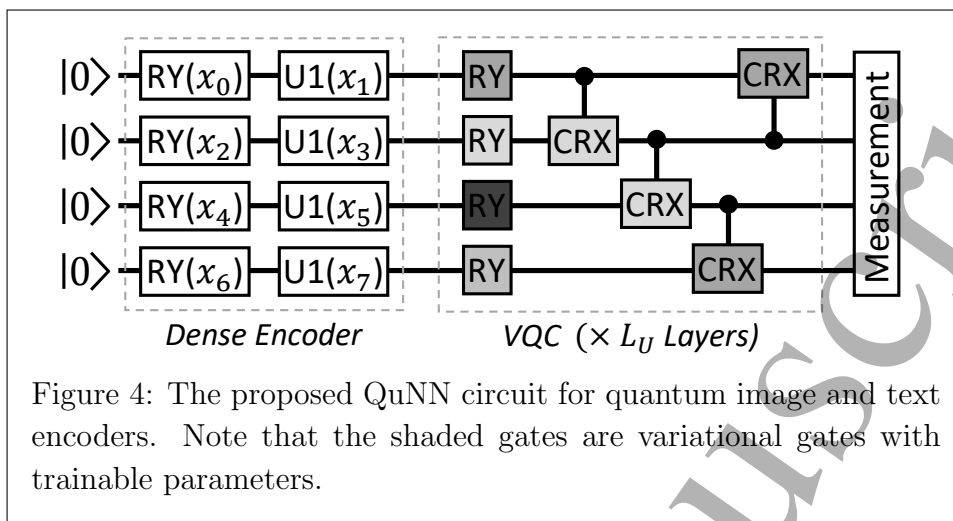 |0⟩ RY(x₀) U1(x₁) RY CRX
|0⟩ RY(x₂) U1(x₃) RY CRX
|0⟩ RY(x₄) U1(x₅) RY CRX
|0⟩ RY(x₆) U1(x₇) RY CRX
Measurement
Dense Encoder VQC (× L_U Layers)
Figure 4: The proposed QuNN circuit for quantum image and text
encoders. Note that the shaded gates are variational gates with
trainable parameters.